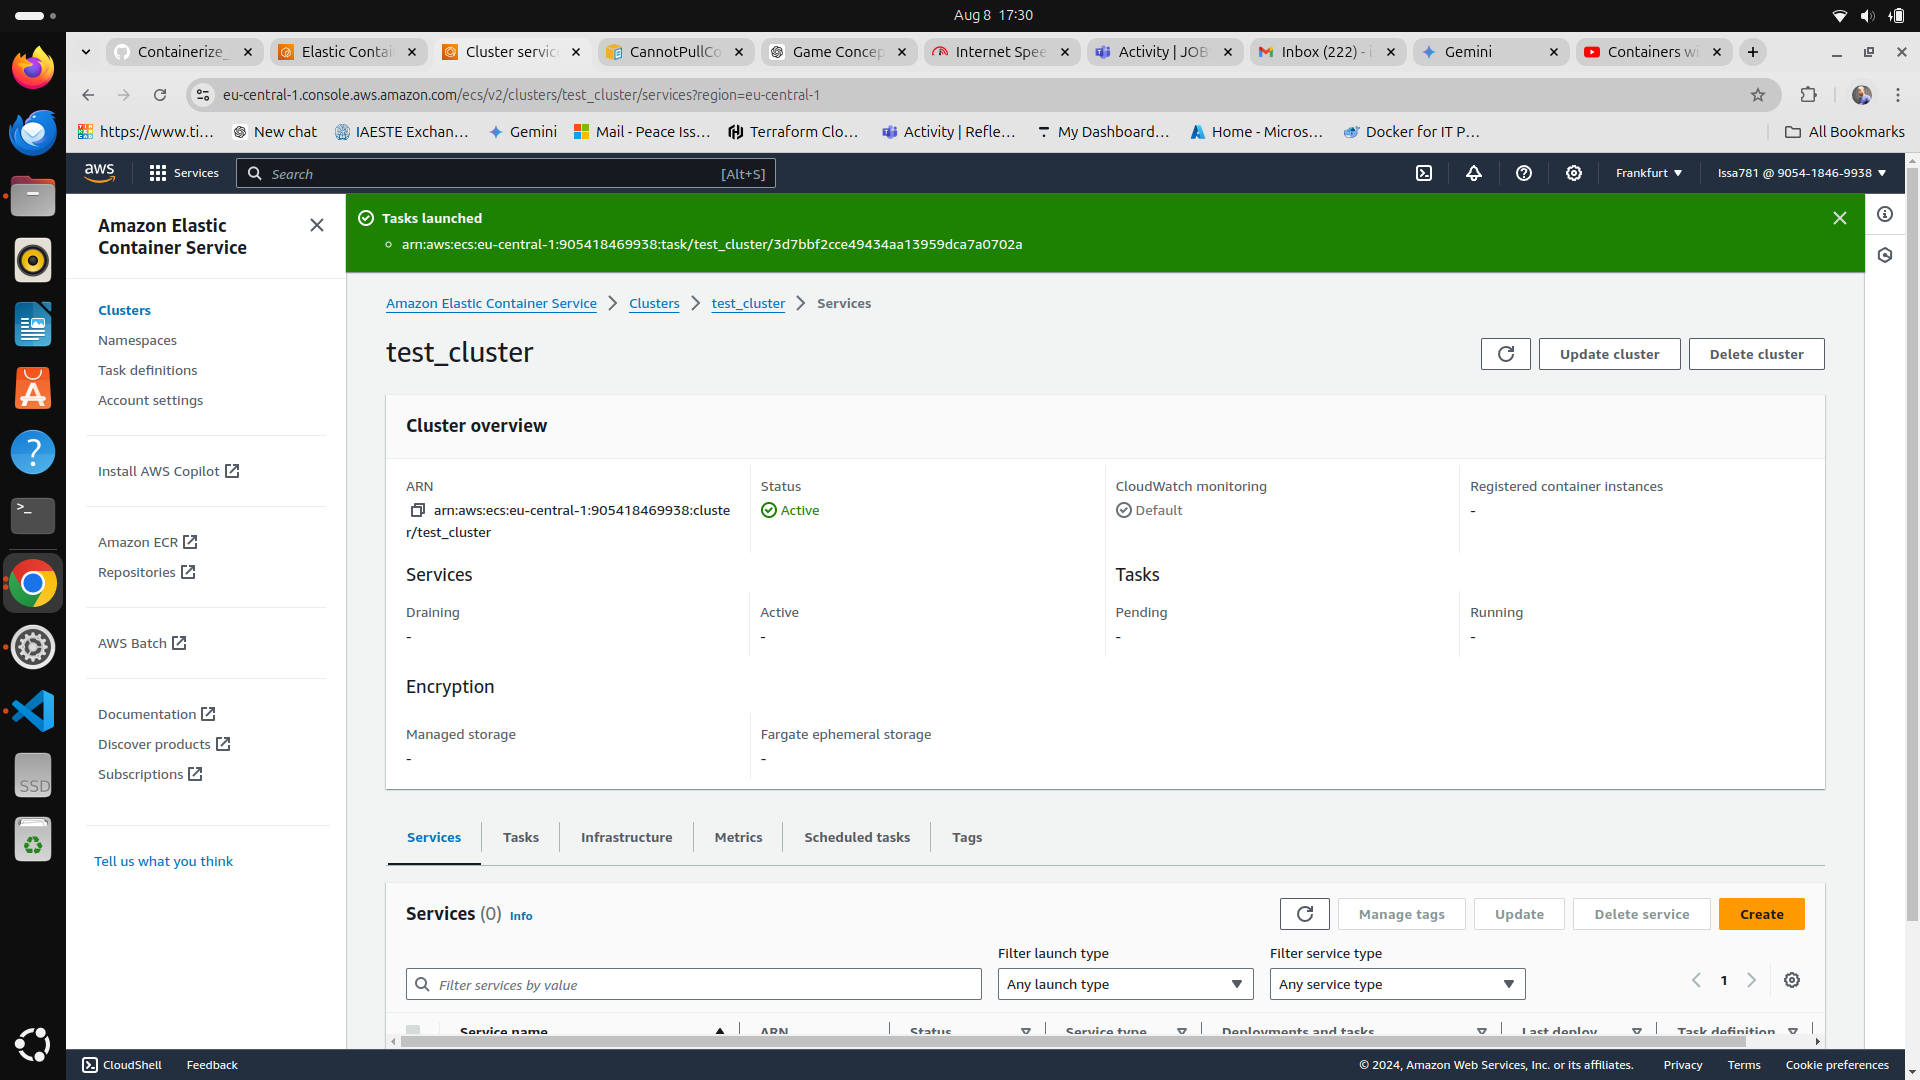 Aug 8 17:30
Containerize_
Elastic Contai
Cluster servic
CannotPullCo
Game Concep
Internet Spee
Activity | JOB
Inbox (222) - i
Gemini
Containers wi
eu-central-1.console.aws.amazon.com/ecs/v2/clusters/test_cluster/services?region=eu-central-1
https://www.ti...
New chat
IAESTE Exchan...
Gemini
Mail - Peace Iss...
Terraform Clo...
Activity | Refle...
My Dashboard...
Home - Micros...
Docker for IT P...
All Bookmarks
aws
Services
Search
[Alt+S]
Frankfurt
Issa781 @ 9054-1846-9938
Amazon Elastic
Container Service
Clusters
Namespaces
Task definitions
Account settings
Install AWS Copilot
Amazon ECR
Repositories
AWS Batch
Documentation
Discover products
Subscriptions
Tell us what you think
SSD
Tasks launched
arn:aws:ecs:eu-central-1:905418469938:task/test_cluster/3d7bbf2cce49434aa13959dca7a0702a
Amazon Elastic Container Service
Clusters
test_cluster
Services
test_cluster
Update cluster
Delete cluster
Cluster overview
ARN
arn:aws:ecs:eu-central-1:905418469938:cluste
r/test_cluster
Status
Active
CloudWatch monitoring
Default
Registered container instances
-
Services
Tasks
Draining
-
Active
-
Pending
-
Running
-
Encryption
Managed storage
-
Fargate ephemeral storage
-
Services
Tasks
Infrastructure
Metrics
Scheduled tasks
Tags
Services (0) Info
Manage tags
Update
Delete service
Create
Filter launch type
Filter service type
Filter services by value
Any launch type
Any service type
1
Service name
ARN
Status
Service type
Deployments and tasks
Last deploy
Task definition
CloudShell
Feedback
© 2024, Amazon Web Services, Inc. or its affiliates.
Privacy
Terms
Cookie preferences